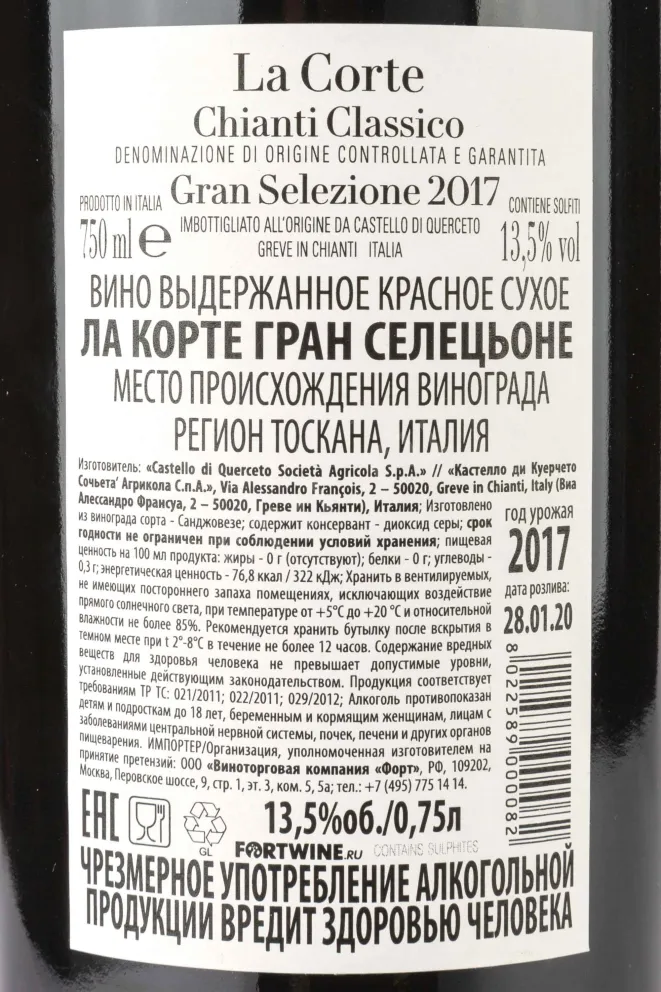 La Corte
Chianti Classico
DENOMINAZIONE DI ORIGINE CONTROLLATA E GARANTITA
PRODOTTO IN ITALIA Gran Selezione 2017 CONTIENE SOLFITI
750 ml e IMBOTTIGLIATO ALL'ORIGINE DA CASTELLO DI QUERCETO 13,5% vol
GREVE IN CHIANTI ITALIA
ВИНО ВЫДЕРЖАННОЕ КРАСНОЕ СУХОЕ
ЛА КОРТЕ ГРАН СЕЛЕЦЬОНЕ
МЕСТО ПРОИСХОЖДЕНИЯ ВИНОГРАДА
РЕГИОН ТОСКАНА, ИТАЛИЯ
Изготовитель: «Castello di Querceto Società Agricola S.p.A.» // «Кастелло ди Куерчето
Сочьета' Агрикола С.п.А.», Via Alessandro François, 2 – 50020, Greve in Chianti, Italy (Виа
Алессандро Франсуа, 2 – 50020, Греве ин Кьянти), Италия; Изготовлено
из винограда сорта - Санджовезе; содержит консервант - диоксид серы; срок
годности не ограничен при соблюдении условий хранения; пищевая
ценность на 100 мл продукта: жиры - 0 г (отсутствуют); белки - 0 г; углеводы -
0,3 г; энергетическая ценность - 76,8 ккал / 322 кДж; Хранить в вентилируемых,
не имеющих постороннего запаха помещениях, исключающих воздействие
прямого солнечного света, при температуре от +5°С до +20 °С и относительной
влажности не более 85%. Рекомендуется хранить бутылку после вскрытия в
темном месте при t 2°-8°С в течение не более 12 часов. Содержание вредных
веществ для здоровья человека не превышает допустимые уровни,
установленные действующим законодательством. Продукция соответствует
требованиям ТР ТС: 021/2011; 022/2011; 029/2012; Алкоголь противопоказан
детям и подросткам до 18 лет, беременным и кормящим женщинам, лицам с
заболеваниями центральной нервной системы, почек, печени и других органов
пищеварения. ИМПОРТЕР/Организация, уполномоченная изготовителем на
принятие претензий: ООО «Виноторговая компания «Форт», РФ, 109202,
Москва, Перовское шоссе, 9, стр. 1, эт. 3, ком. 5, 5а; тел.: +7 (495) 775 14 14.
год урожая
2017
дата розлива:
28.01.20
8 022589 000082
EAC
GL
13,5%об./0,75л
FORTWINE.RU CONTAINS SULPHITES
ЧРЕЗМЕРНОЕ УПОТРЕБЛЕНИЕ АЛКОГОЛЬНОЙ
ПРОДУКЦИИ ВРЕДИТ ЗДОРОВЬЮ ЧЕЛОВЕКА